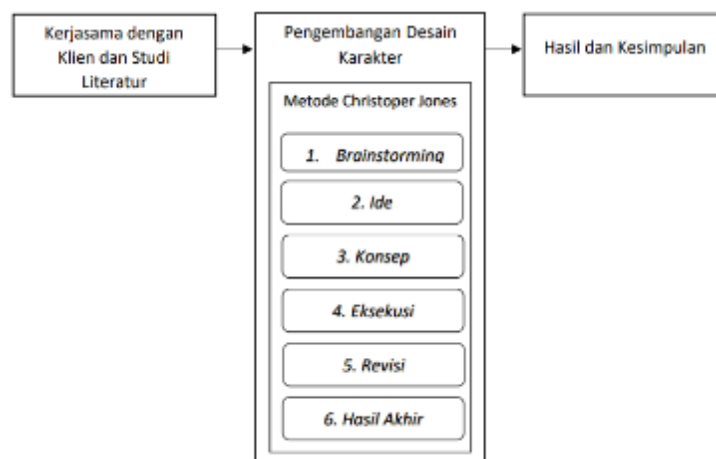 Kerjasama dengan
Klien dan Studi
Literatur
Pengembangan Desain
Karakter
Metode Christoper Jones
1. Brainstorming
2. Ide
3. Konsep
4. Eksekusi
5. Revisi
6. Hasil Akhir
Hasil dan Kesimpulan